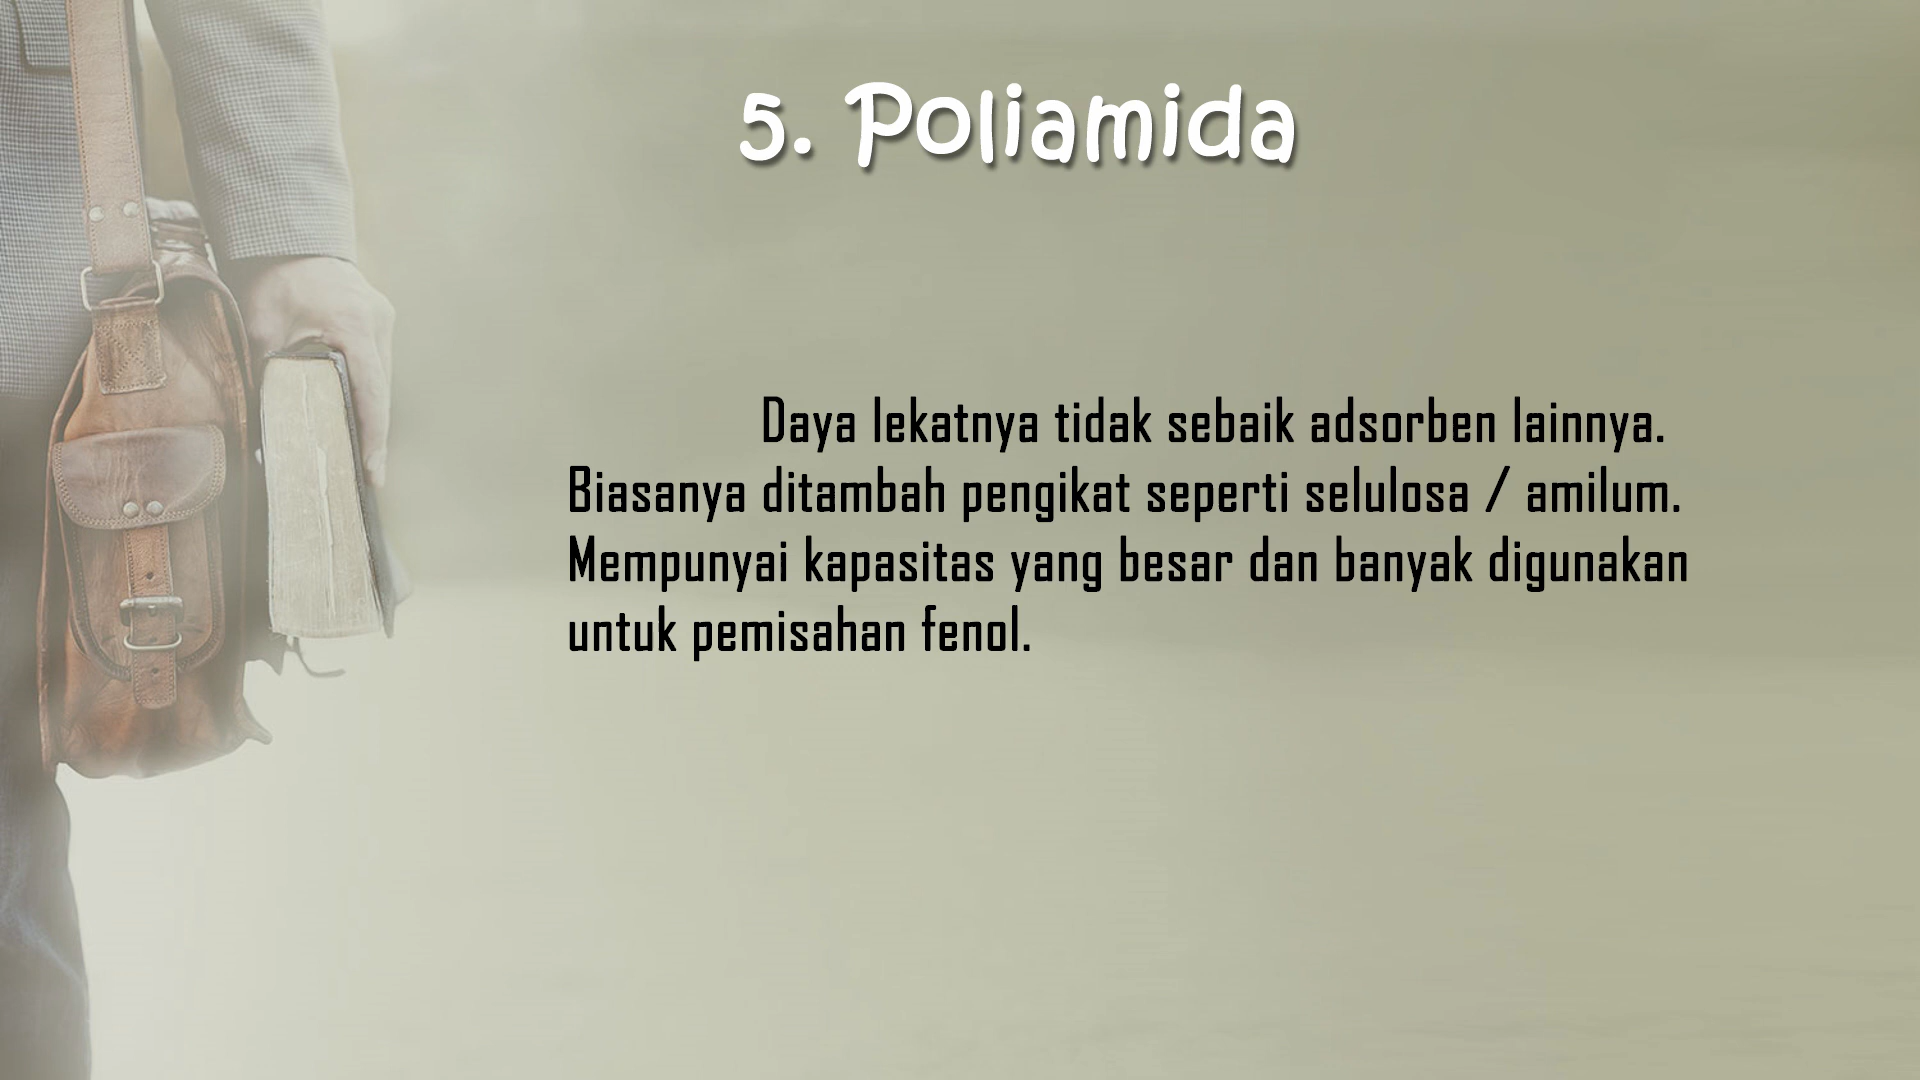 5. Poliamida
Daya lekatnya tidak sebaik adsorben lainnya.
Biasanya ditambah pengikat seperti selulosa / amilum.
Mempunyai kapasitas yang besar dan banyak digunakan
untuk pemisahan fenol.